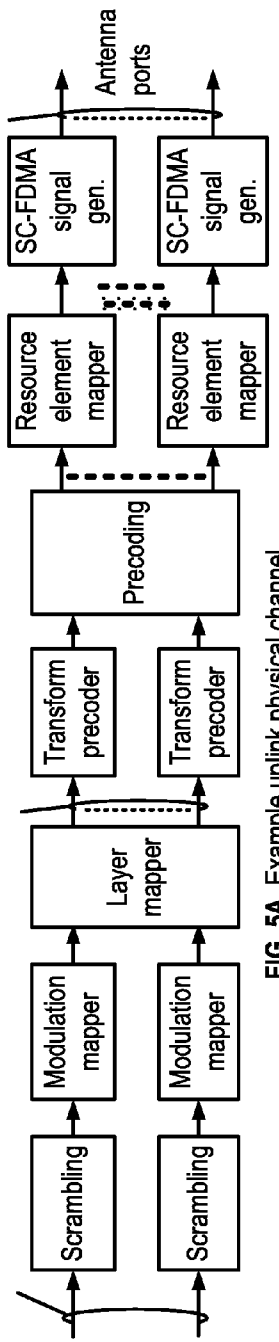 Scrambling
Scrambling
Modulation
mapper
Modulation
mapper
Layer
mapper
Transform
precoder
Transform
precoder
Precoding
Resource
element
mapper
Resource
element
mapper
SC-FDMA
signal
gen.
SC-FDMA
signal
gen.
Antenna
ports
FIG. 5A Example uplink physical channel